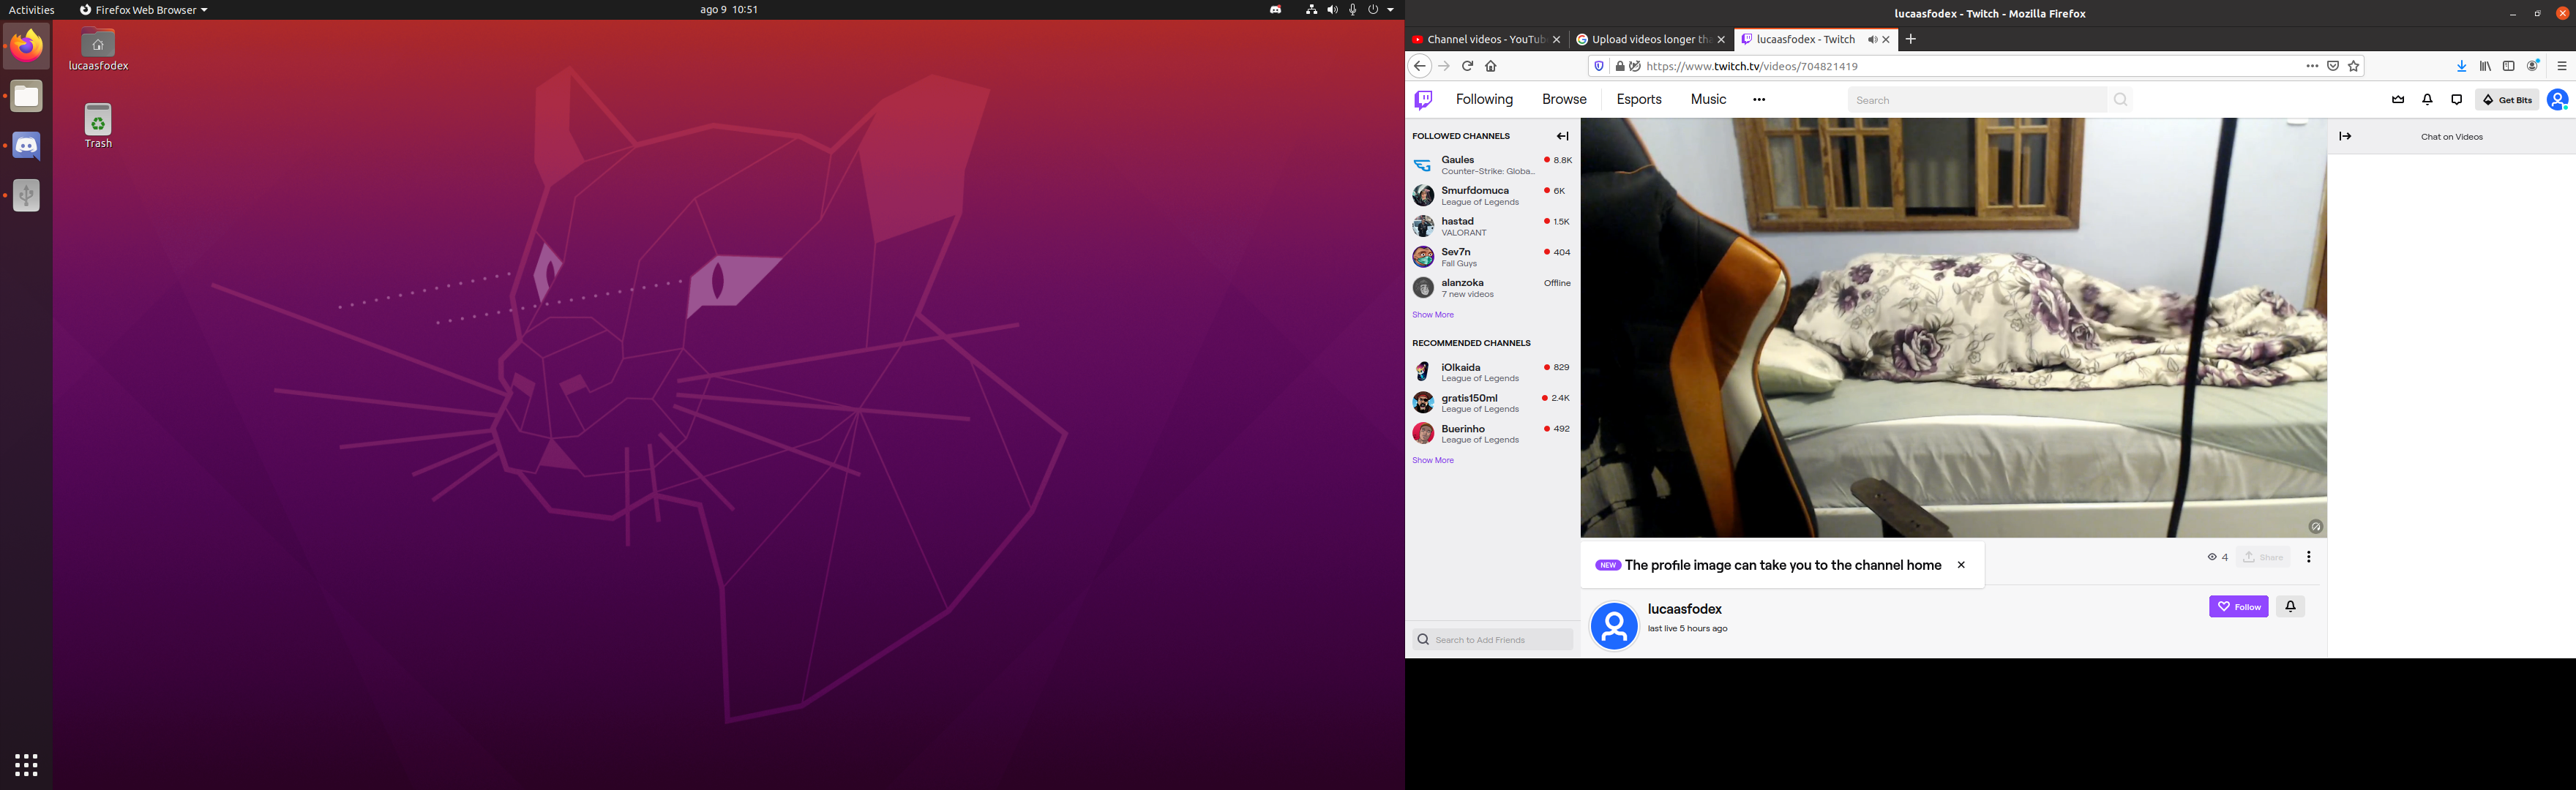 Activities
Firefox Web Browser
ago 9 10:51
lucaasfodex
Trash
lucaasfodex - Twitch - Mozilla Firefox
Channel videos - YouTub
Upload videos longer tha
lucaasfodex - Twitch
https://www.twitch.tv/videos/704821419
Following
Browse
Esports
Music
Search
Get Bits
FOLLOWED CHANNELS
Gaules
8.8K
Counter-Strike: Globa...
Smurfdomuca
6K
League of Legends
hastad
1.5K
VALORANT
Sev7n
404
Fall Guys
alanzoka
Offline
7 new videos
Show More
RECOMMENDED CHANNELS
iOlkaida
829
League of Legends
gratis150ml
2.4K
League of Legends
Buerinho
492
League of Legends
Show More
Search to Add Friends
Chat on Videos
NEW The profile image can take you to the channel home
4
Share
lucaasfodex
last live 5 hours ago
Follow